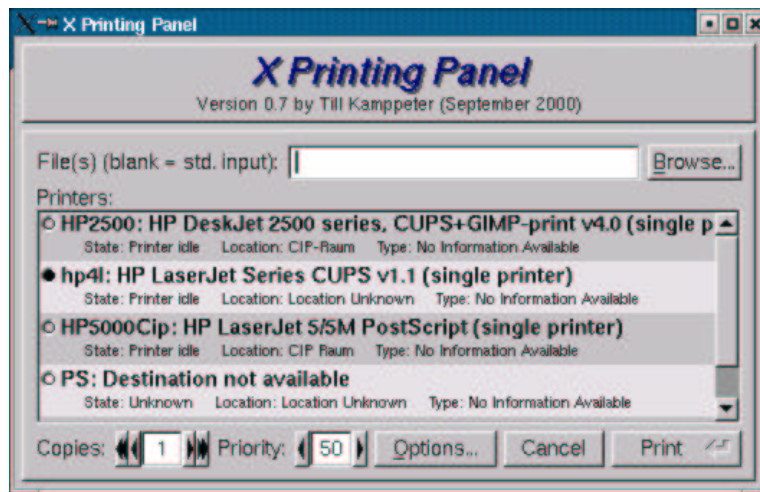 X Printing Panel
X Printing Panel
Version 0.7 by Till Kamppeter (September 2000)
File(s) (blank = std. input): Browse...
Printers:
HP2500: HP DeskJet 2500 series, CUPS+GIMP-print v4.0 (single p
State: Printer idle Location: CIP-Raum Type: No Information Available
hp4l: HP LaserJet Series CUPS v1.1 (single printer)
State: Printer idle Location: Location Unknown Type: No Information Available
HP5000Cip: HP LaserJet 5/5M PostScript (single printer)
State: Printer idle Location: CIP Raum Type: No Information Available
PS: Destination not available
State: Unknown Location: Location Unknown Type: No Information Available
Copies: 1 Priority: 50 Options... Cancel Print